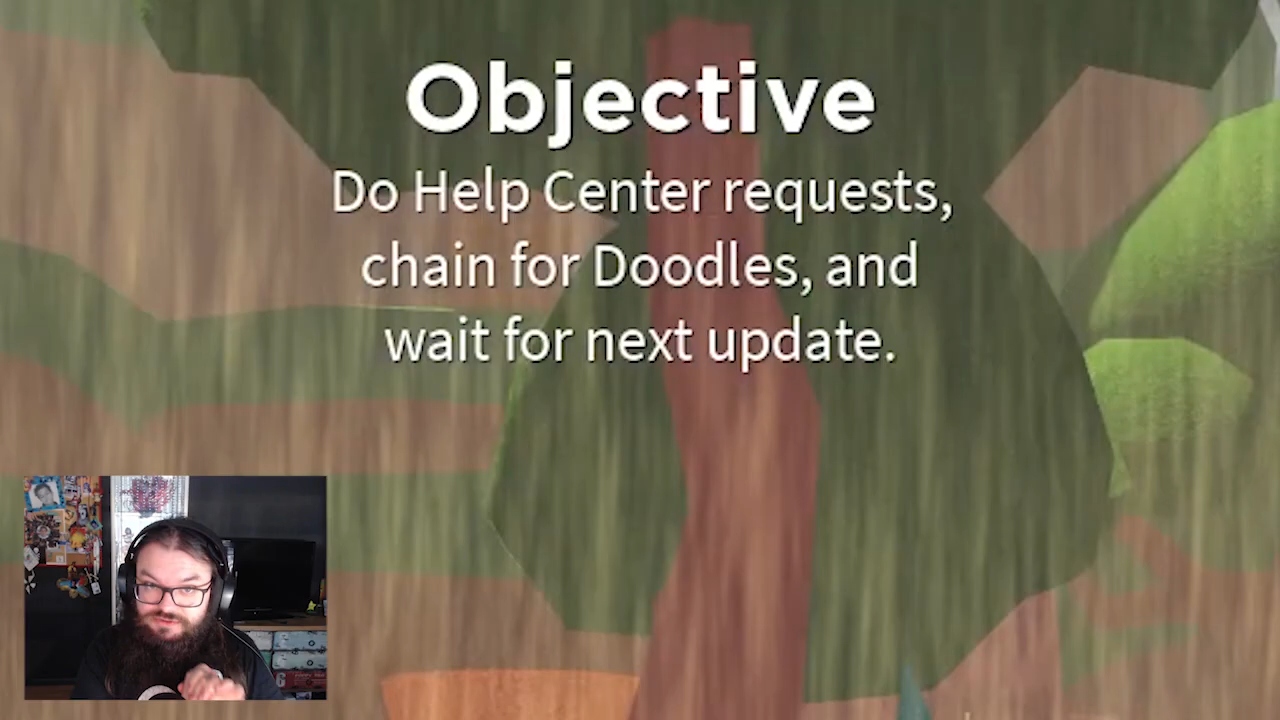 Objective
Do Help Center requests,
chain for Doodles, and
wait for next update.